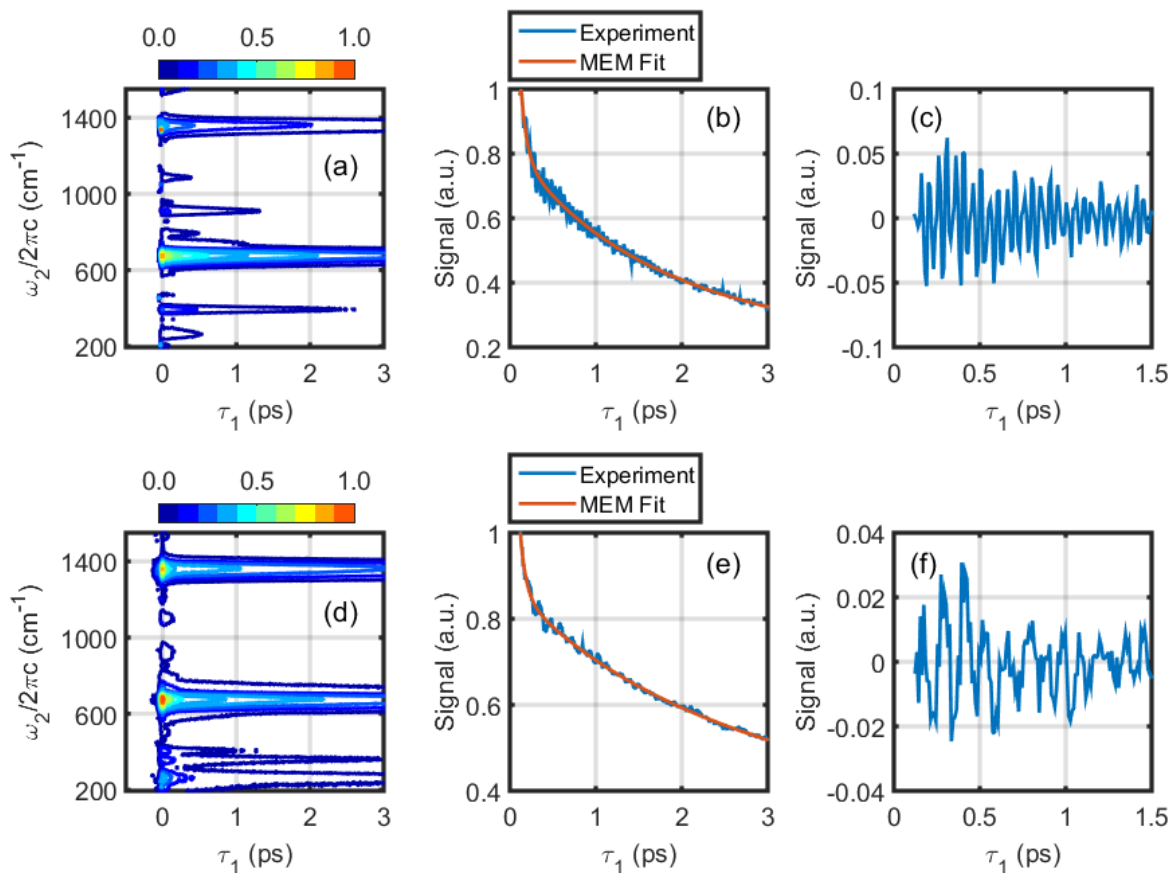 0.0 0.5 1.0
1400
1000
600
200
ω₂/2πc (cm⁻¹)
(a)
0 1 2 3
τ₁ (ps)
Experiment
MEM Fit
1
0.8
0.6
0.4
0.2
Signal (a.u.)
(b)
0 1 2 3
τ₁ (ps)
0.1
0.05
0
-0.05
-0.1
Signal (a.u.)
(c)
0 0.5 1 1.5
τ₁ (ps)
0.0 0.5 1.0
1400
1000
600
200
ω₂/2πc (cm⁻¹)
(d)
0 1 2 3
τ₁ (ps)
Experiment
MEM Fit
1
0.8
0.6
0.4
Signal (a.u.)
(e)
0 1 2 3
τ₁ (ps)
0.04
0.02
0
-0.02
-0.04
Signal (a.u.)
(f)
0 0.5 1 1.5
τ₁ (ps)